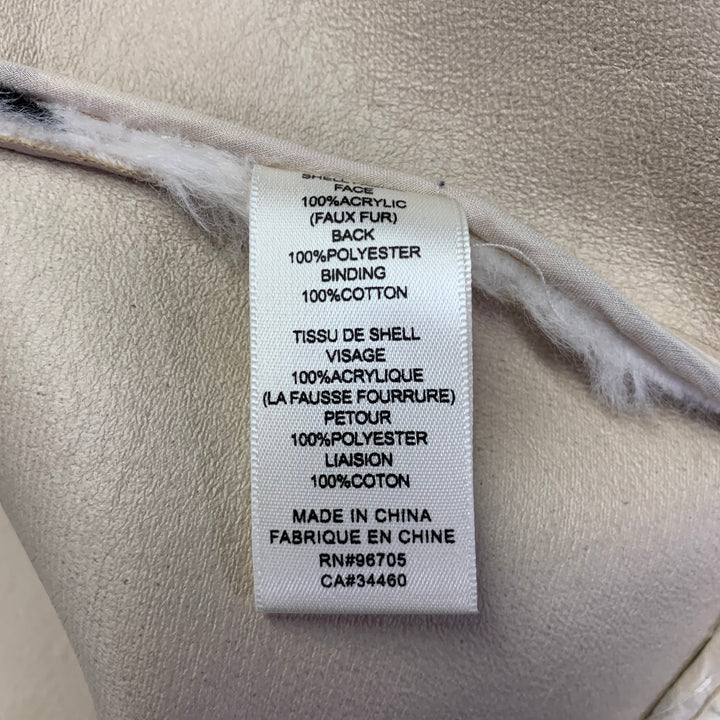 SHELL
FACE
100%ACRYLIC
(FAUX FUR)
BACK
100%POLYESTER
BINDING
100%COTTON
TISSU DE SHELL
VISAGE
100%ACRYLIQUE
(LA FAUSSE FOURRURE)
PETOUR
100%POLYESTER
LIAISION
100%COTON
MADE IN CHINA
FABRIQUE EN CHINE
RN#96705
CA#34460